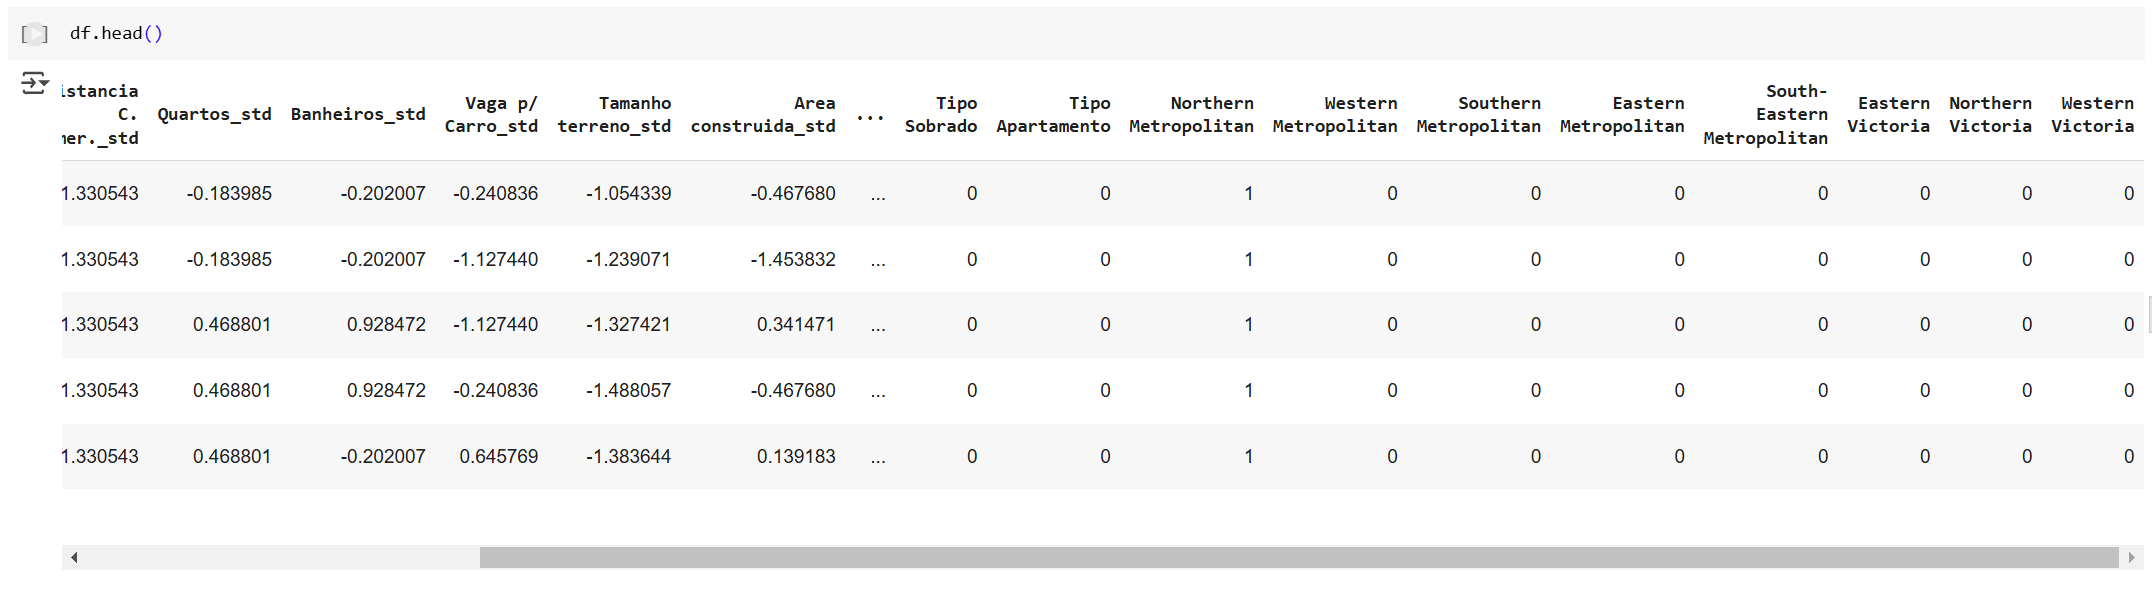 df.head()
istancia C. mer._std Quartos_std Banheiros_std Vaga p/ Carro_std Tamanho terreno_std Area construida_std ... Tipo Sobrado Tipo Apartamento Northern Metropolitan Western Metropolitan Southern Metropolitan Eastern Metropolitan South-Eastern Metropolitan Eastern Victoria Northern Victoria Western Victoria
1.330543 -0.183985 -0.202007 -0.240836 -1.054339 -0.467680 ... 0 0 1 0 0 0 0 0 0 0
1.330543 -0.183985 -0.202007 -1.127440 -1.239071 -1.453832 ... 0 0 1 0 0 0 0 0 0 0
1.330543 0.468801 0.928472 -1.127440 -1.327421 0.341471 ... 0 0 1 0 0 0 0 0 0 0
1.330543 0.468801 0.928472 -0.240836 -1.488057 -0.467680 ... 0 0 1 0 0 0 0 0 0 0
1.330543 0.468801 -0.202007 0.645769 -1.383644 0.139183 ... 0 0 1 0 0 0 0 0 0 0